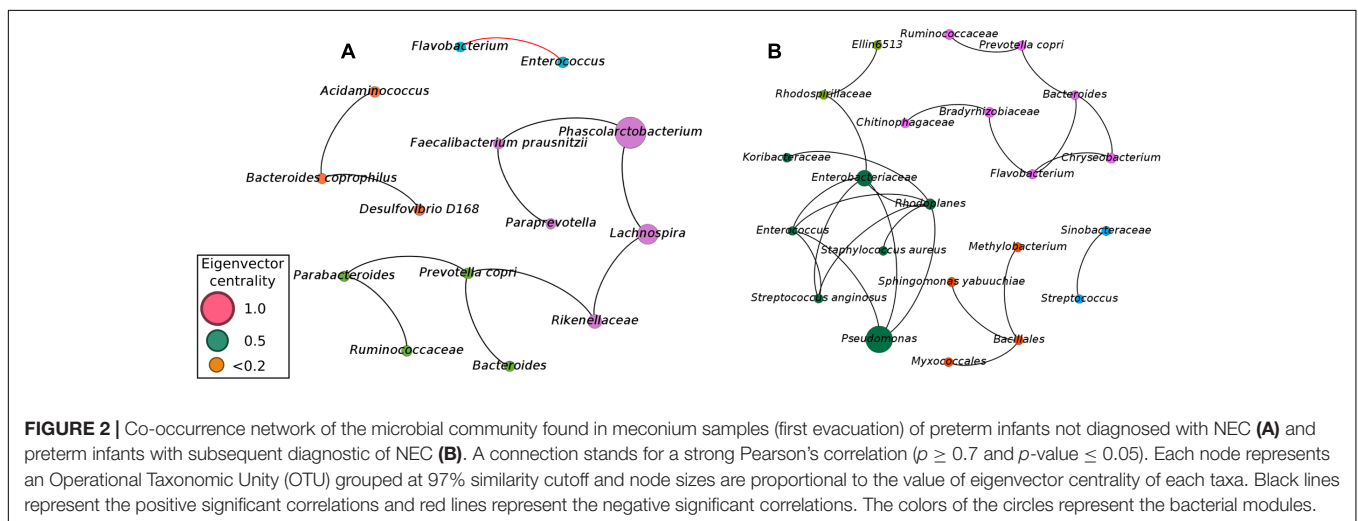 A
Flavobacterium
Enterococcus
Acidaminococcus
Phascolarctobacterium
Faecalibacterium prausnitzii
Bacteroides coprophilus
Desulfovibrio D168
Paraprevotella
Lachnospira
Eigenvector
centrality
1.0
0.5
<0.2
Parabacteroides
Prevotella copri
Rikenellaceae
Ruminococcaceae
Bacteroides
B
Ellin6513
Ruminococcaceae
Prevotella copri
Rhodospirillaceae
Bacteroides
Chitinophagaceae
Bradyrhizobiaceae
Koribacteraceae
Chryseobacterium
Enterobacteriaceae
Flavobacterium
Rhodoplanes
Enterococcus
Sinobacteraceae
Staphylococcus aureus
Methylobacterium
Sphingomonas yabuuchiae
Streptococcus anginosus
Streptococcus
Pseudomonas
Bacillales
Myxococcales
FIGURE 2 | Co-occurrence network of the microbial community found in meconium samples (first evacuation) of preterm infants not diagnosed with NEC (A) and
preterm infants with subsequent diagnostic of NEC (B). A connection stands for a strong Pearson's correlation (p ≥ 0.7 and p-value ≤ 0.05). Each node represents
an Operational Taxonomic Unity (OTU) grouped at 97% similarity cutoff and node sizes are proportional to the value of eigenvector centrality of each taxa. Black lines
represent the positive significant correlations and red lines represent the negative significant correlations. The colors of the circles represent the bacterial modules.